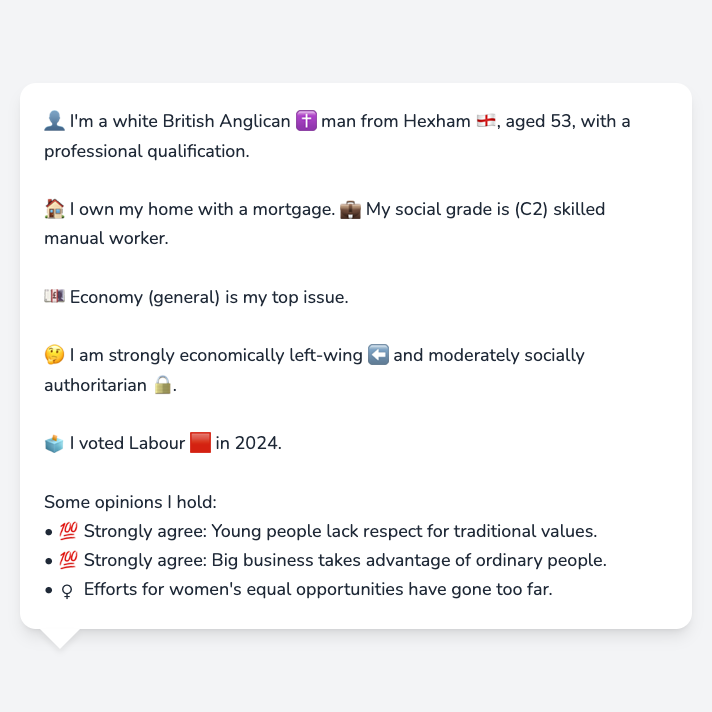 👤 I'm a white British Anglican ✝️ man from Hexham 🏴󠁧󠁢󠁥󠁮󠁧󠁿, aged 53, with a
professional qualification.
🏠 I own my home with a mortgage. 💼 My social grade is (C2) skilled
manual worker.
💷 Economy (general) is my top issue.
🤔 I am strongly economically left-wing ⬅️ and moderately socially
authoritarian 🔒.
🗳️ I voted Labour 🟥 in 2024.
Some opinions I hold:
• 💯 Strongly agree: Young people lack respect for traditional values.
• 💯 Strongly agree: Big business takes advantage of ordinary people.
• ♀ Efforts for women's equal opportunities have gone too far.